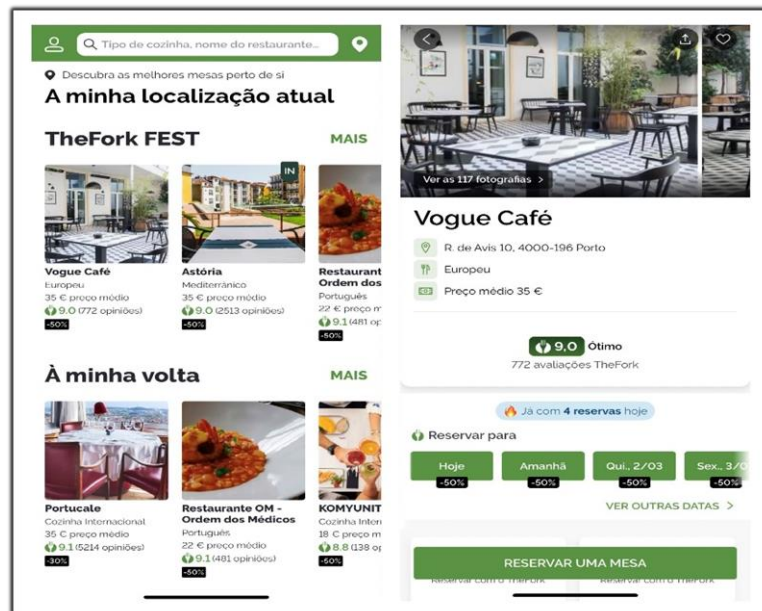 Tipo de cozinha, nome do restaurante...
Descubra as melhores mesas perto de si
A minha localização atual
TheFork FEST
MAIS
IN
Vogue Café
Europeu
35 € preço médio
9.0 (772 opiniões)
-50%
Astória
Mediterrânico
35 € preço médio
9.0 (2513 opiniões)
-50%
Restaurant
Ordem dos
Português
22 € preço m
9.1 (481 op
-50%
À minha volta
MAIS
Portucale
Cozinha Internacional
35 € preço médio
9.1 (5214 opiniões)
-30%
Restaurante OM -
Ordem dos Médicos
Português
22 € preço médio
9.1 (481 opiniões)
-50%
KOMYUNIT
Cozinha Inter
18 € preço m
8.8 (138 op
-50%
Ver as 117 fotografias >
Vogue Café
R. de Avis 10, 4000-196 Porto
Europeu
Preço médio 35 €
9,0 Ótimo
772 avaliações TheFork
Já com 4 reservas hoje
Reservar para
Hoje
-50%
Amanhã
-50%
Qui., 2/03
-50%
Sex., 3/0
-50%
VER OUTRAS DATAS >
RESERVAR UMA MESA
Reservar com o TheFork
Reservar com o TheFork